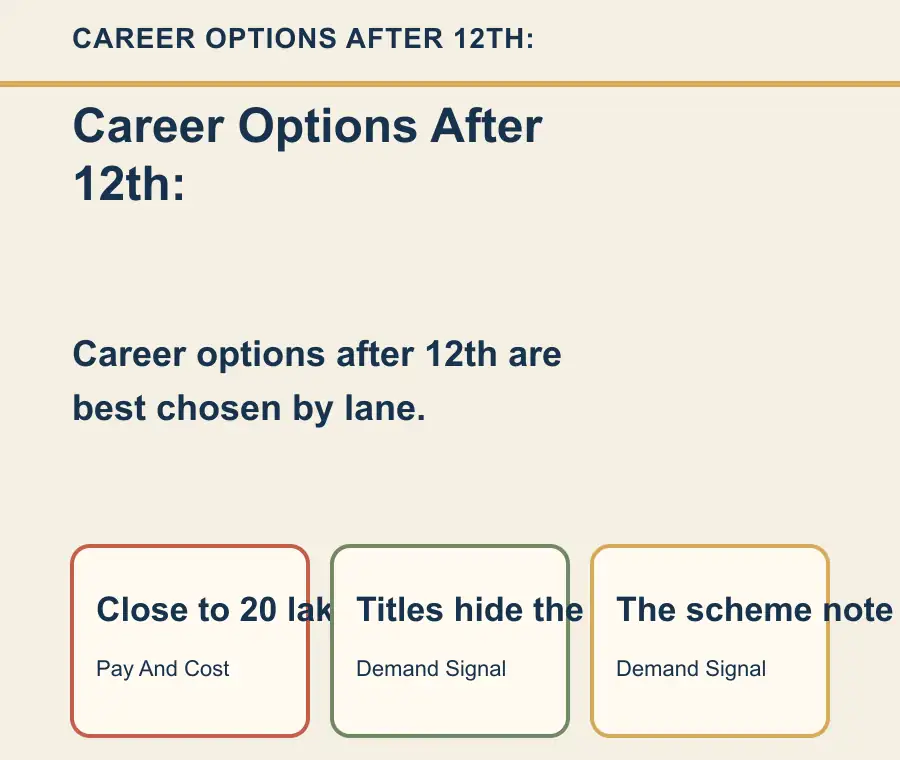 CAREER OPTIONS AFTER 12TH:
Career Options After
12th:
Career options after 12th are
best chosen by lane.
Close to 20 lak
Titles hide the
The scheme note
Pay And Cost
Demand Signal
Demand Signal